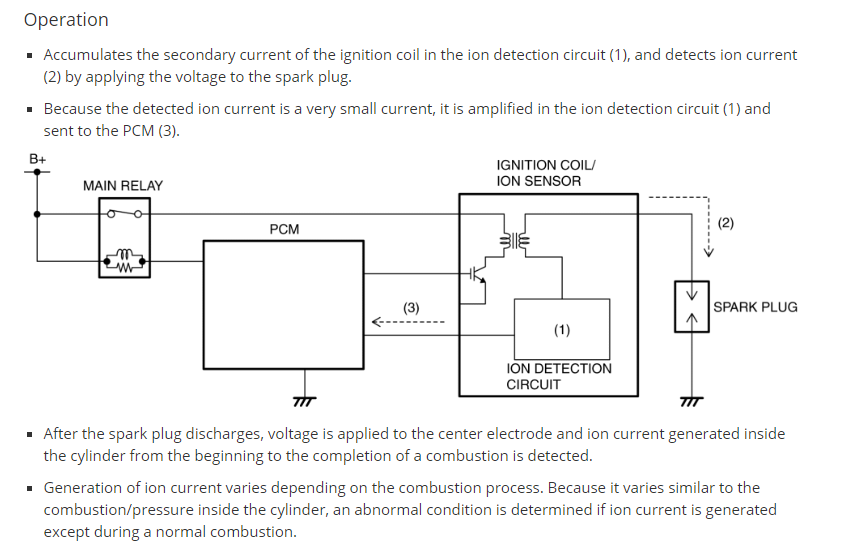 Operation
▪ Accumulates the secondary current of the ignition coil in the ion detection circuit (1), and detects ion current
(2) by applying the voltage to the spark plug.
▪ Because the detected ion current is a very small current, it is amplified in the ion detection circuit (1) and
sent to the PCM (3).
B+
MAIN RELAY
IGNITION COIL/
ION SENSOR
PCM
(2)
(3)
SPARK PLUG
(1)
ION DETECTION
CIRCUIT
▪ After the spark plug discharges, voltage is applied to the center electrode and ion current generated inside
the cylinder from the beginning to the completion of a combustion is detected.
▪ Generation of ion current varies depending on the combustion process. Because it varies similar to the
combustion/pressure inside the cylinder, an abnormal condition is determined if ion current is generated
except during a normal combustion.